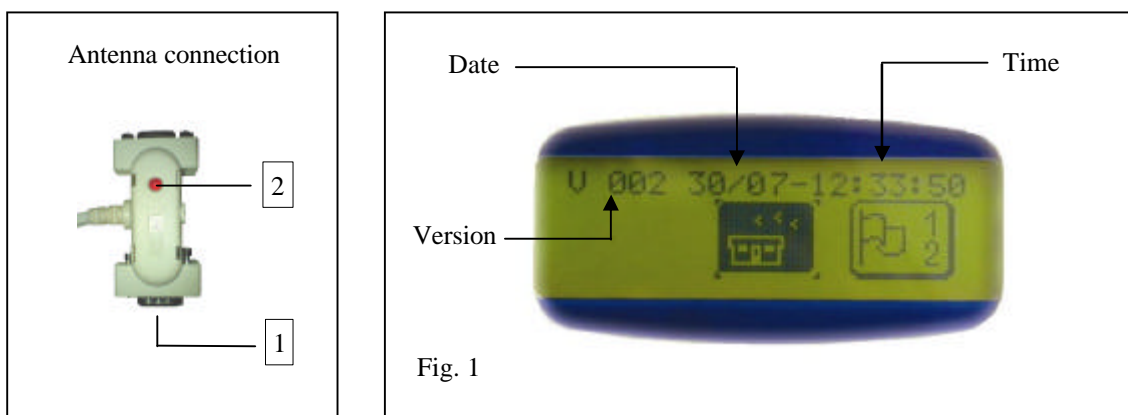 Antenna connection
2
1
Date
Time
V 002 30/07-12:33:50
1
2
Version
Fig. 1